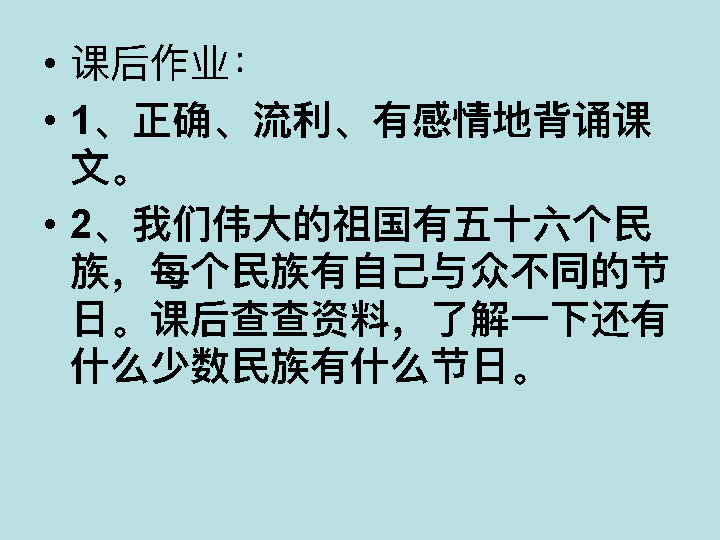 • 课后作业：
• 1、正确、流利、有感情地背诵课
文。
• 2、我们伟大的祖国有五十六个民
族，每个民族有自己与众不同的节
日。课后查查资料，了解一下还有
什么少数民族有什么节日。